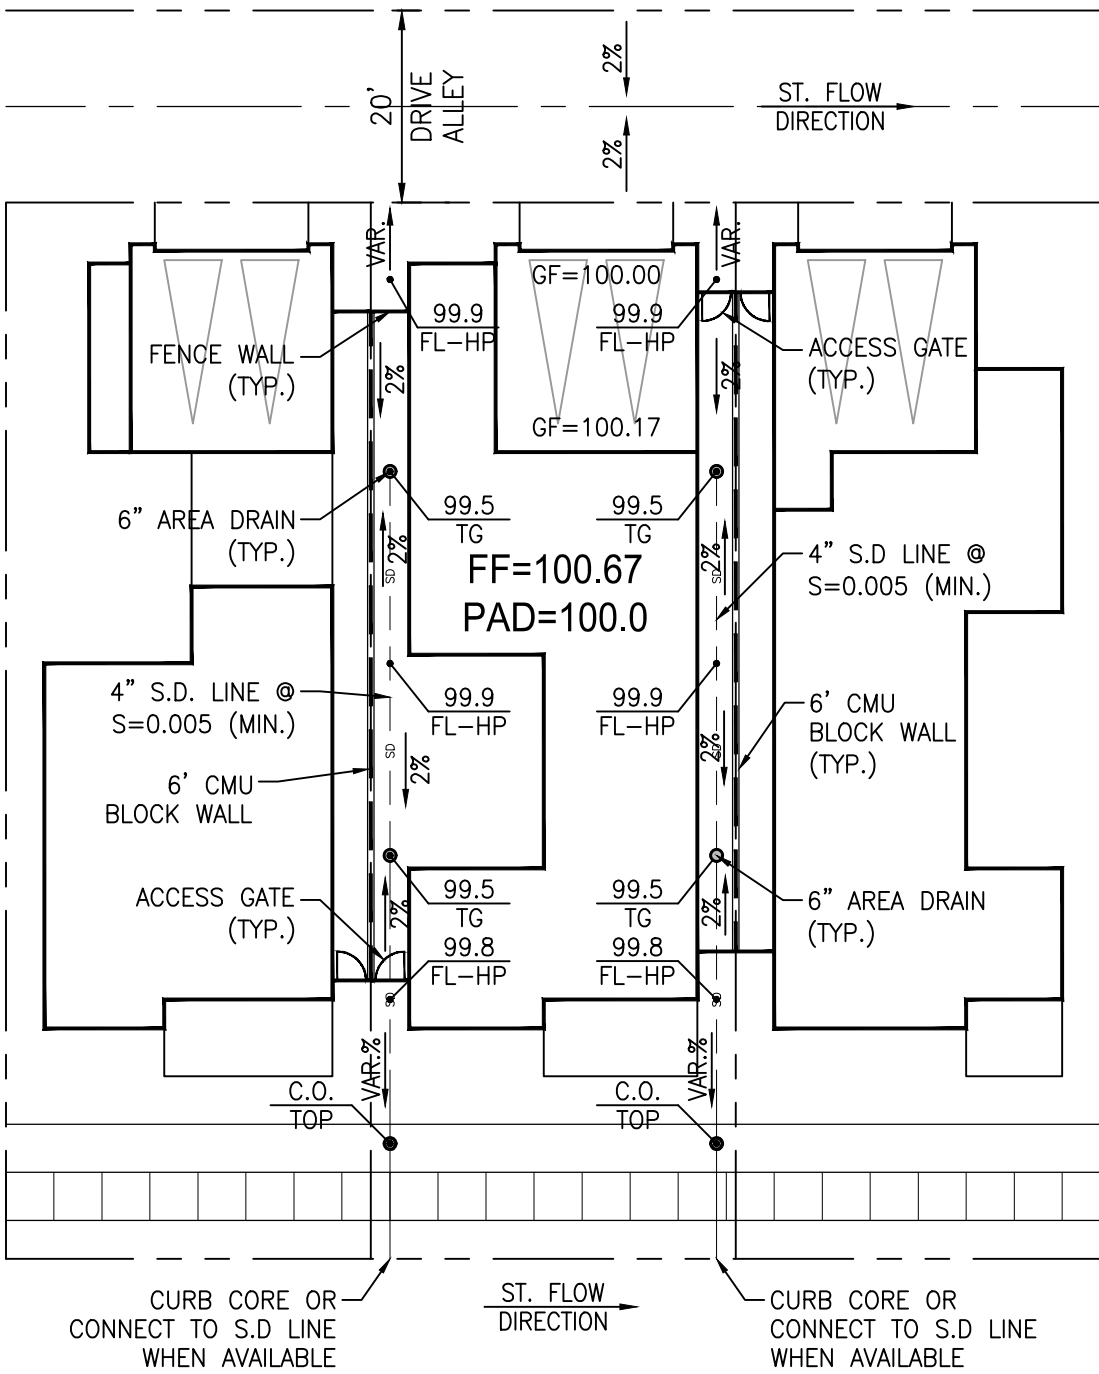 20'
DRIVE
ALLEY
2%
2%
ST. FLOW
DIRECTION
VAR.
VAR.
GF=100.00
99.9
FL-HP
99.9
FL-HP
FENCE WALL
(TYP.)
ACCESS GATE
(TYP.)
2%
2%
GF=100.17
6" AREA DRAIN
(TYP.)
99.5
TG
99.5
TG
2%
2%
SD
SD
FF=100.67
PAD=100.0
4" S.D LINE @
S=0.005 (MIN.)
4" S.D. LINE @
S=0.005 (MIN.)
99.9
FL-HP
99.9
FL-HP
6' CMU
BLOCK WALL
(TYP.)
SD
2%
2%
SD
6' CMU
BLOCK WALL
ACCESS GATE
(TYP.)
99.5
TG
99.5
TG
2%
2%
6" AREA DRAIN
(TYP.)
99.8
FL-HP
99.8
FL-HP
SD
SD
VAR.%
VAR.%
C.O.
TOP
C.O.
TOP
CURB CORE OR
CONNECT TO S.D LINE
WHEN AVAILABLE
ST. FLOW
DIRECTION
CURB CORE OR
CONNECT TO S.D LINE
WHEN AVAILABLE